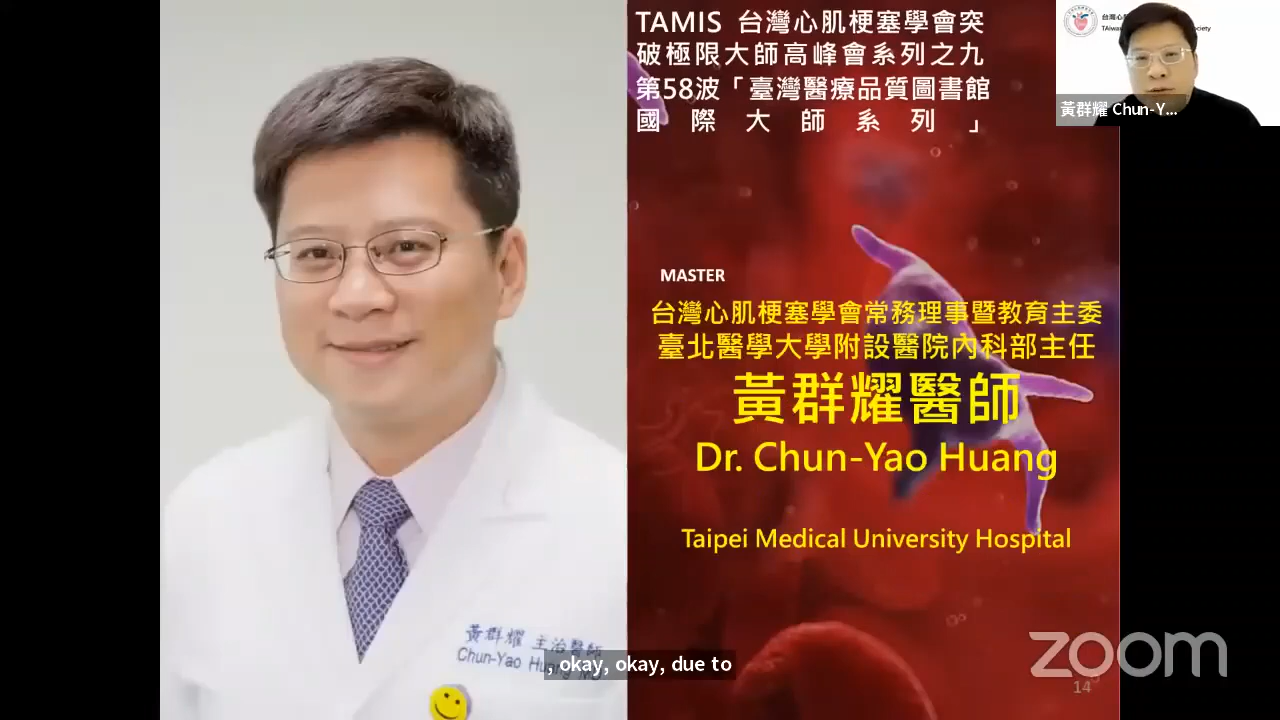 TAMIS 台灣心肌梗塞學會突
破極限大師高峰會系列之九
第58波「臺灣醫療品質圖書館
國際大師系列」
黃群耀 Chun-Y...
MASTER
台灣心肌梗塞學會常務理事暨教育主委
臺北醫學大學附設醫院內科部主任
黃群耀醫師
Dr. Chun-Yao Huang
Taipei Medical University Hospital
黃群耀 主治醫師
Chun-Yao Huang MD
, okay, okay, due to
zoom
14